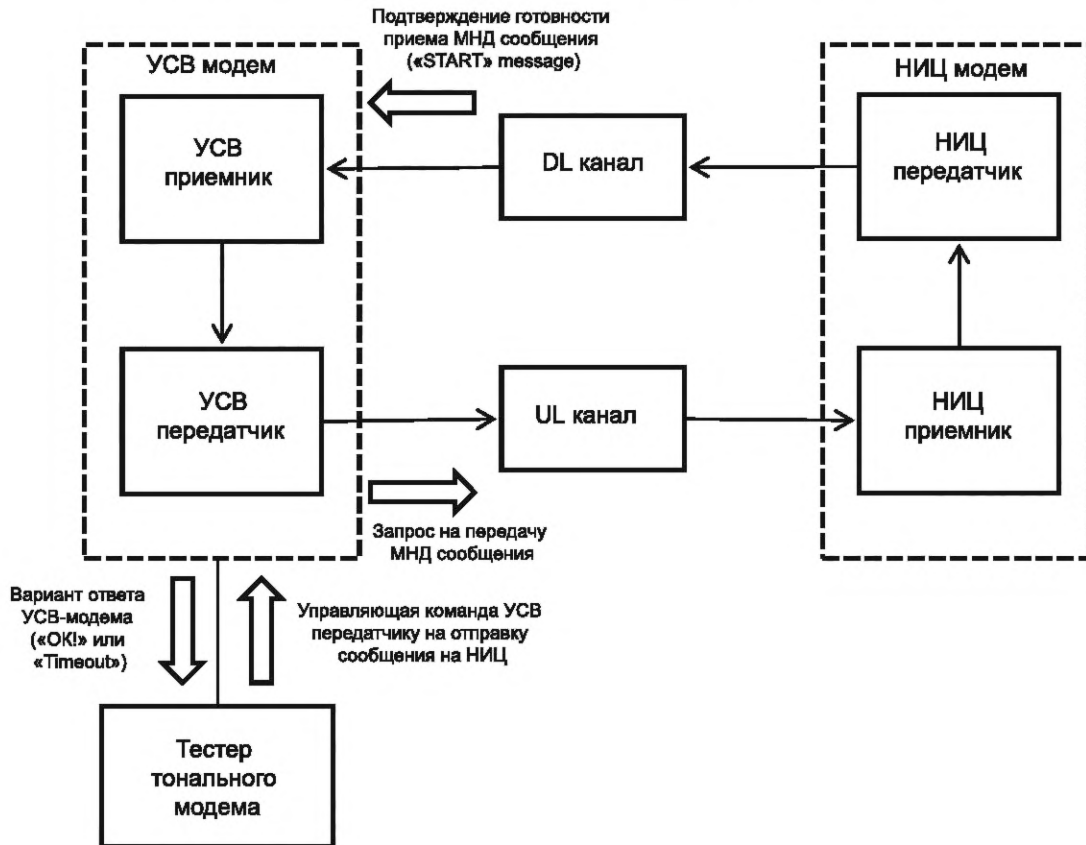 Подтверждение готовности
приема МНД сообщения
(«START» message)
УСВ модем
НИЦ модем
УСВ
приемник
DL канал
НИЦ
передатчик
УСВ
передатчик
UL канал
НИЦ
приемник
Запрос на передачу
МНД сообщения
Вариант ответа
УСВ-модема
(«OK!» или
«Timeout»)
Управляющая команда УСВ
передатчику на отправку
сообщения на НИЦ
Тестер
тонального
модема